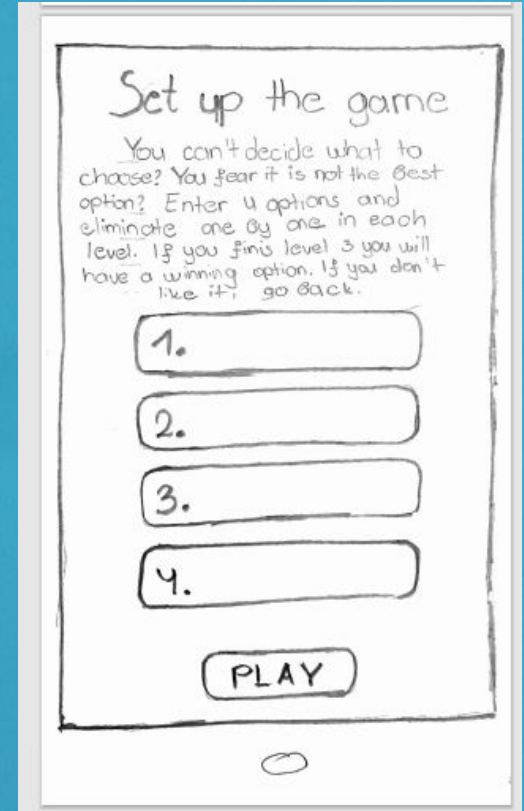 Set up the game
You can't decide what to
choose? You fear it is not the Best
option? Enter 4 options and
eliminate one By one in each
level. If you finis level 3 you will
have a winning option. If you don't
like it, go Back.
1.
2.
3.
4.
PLAY